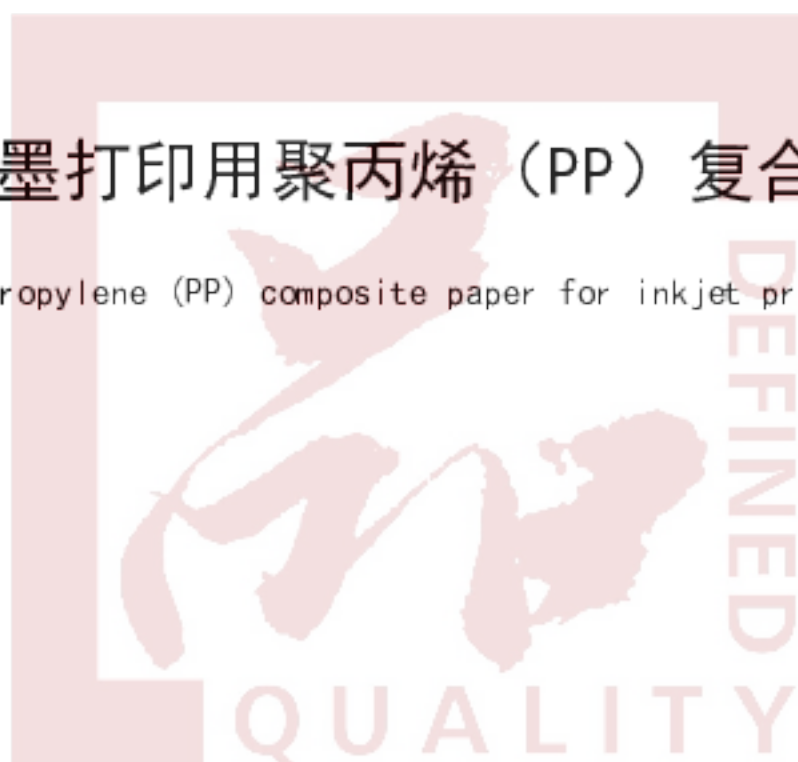 墨打印用聚丙烯（PP）复合
ropylene (PP) composite paper for inkjet pr
DEFINED
QUALITY